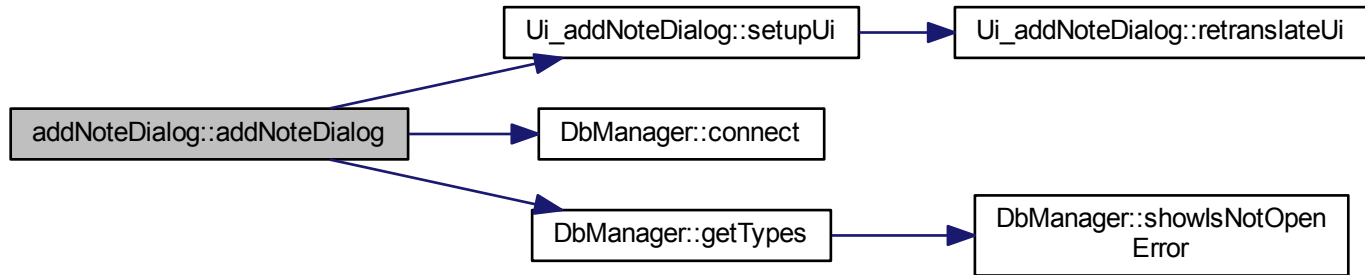 Ui_addNoteDialog::setupUi
Ui_addNoteDialog::retranslateUi
addNoteDialog::addNoteDialog
DbManager::connect
DbManager::getTypes
DbManager::showIsNotOpen
Error